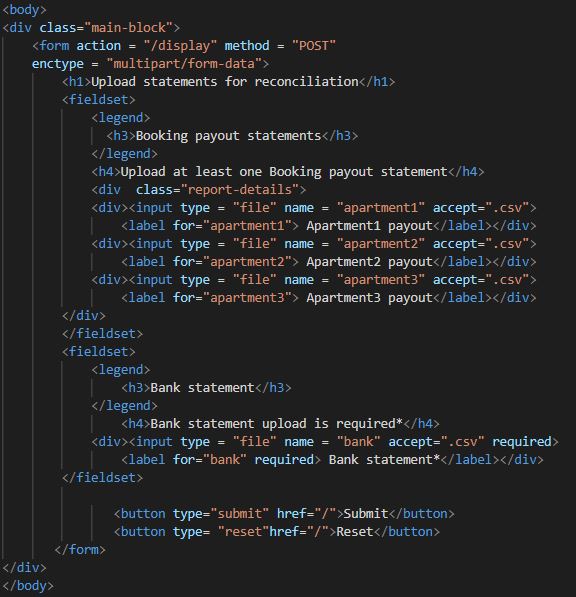 <body>
<div class="main-block">
    <form action = "/display" method = "POST"
    enctype = "multipart/form-data">
        <h1>Upload statements for reconciliation</h1>
        <fieldset>
            <legend>
              <h3>Booking payout statements</h3>
            </legend>
            <h4>Upload at least one Booking payout statement</h4>
            <div  class="report-details">
            <div><input type = "file" name = "apartment1" accept=".csv">
                <label for="apartment1"> Apartment1 payout</label></div>
            <div><input type = "file" name = "apartment2" accept=".csv">
                <label for="apartment2"> Apartment2 payout</label></div>
            <div><input type = "file" name = "apartment3" accept=".csv">
                <label for="apartment3"> Apartment3 payout</label></div>
        </div>
        </fieldset>
        <fieldset>
            <legend>
                <h3>Bank statement</h3>
            </legend>
                <h4>Bank statement upload is required*</h4>
            <div><input type = "file" name = "bank" accept=".csv" required>
                <label for="bank" required> Bank statement*</label></div>
        </fieldset>

               <button type="submit" href="/">Submit</button>
               <button type= "reset"href="/">Reset</button>
       </form>
</div>
</body>